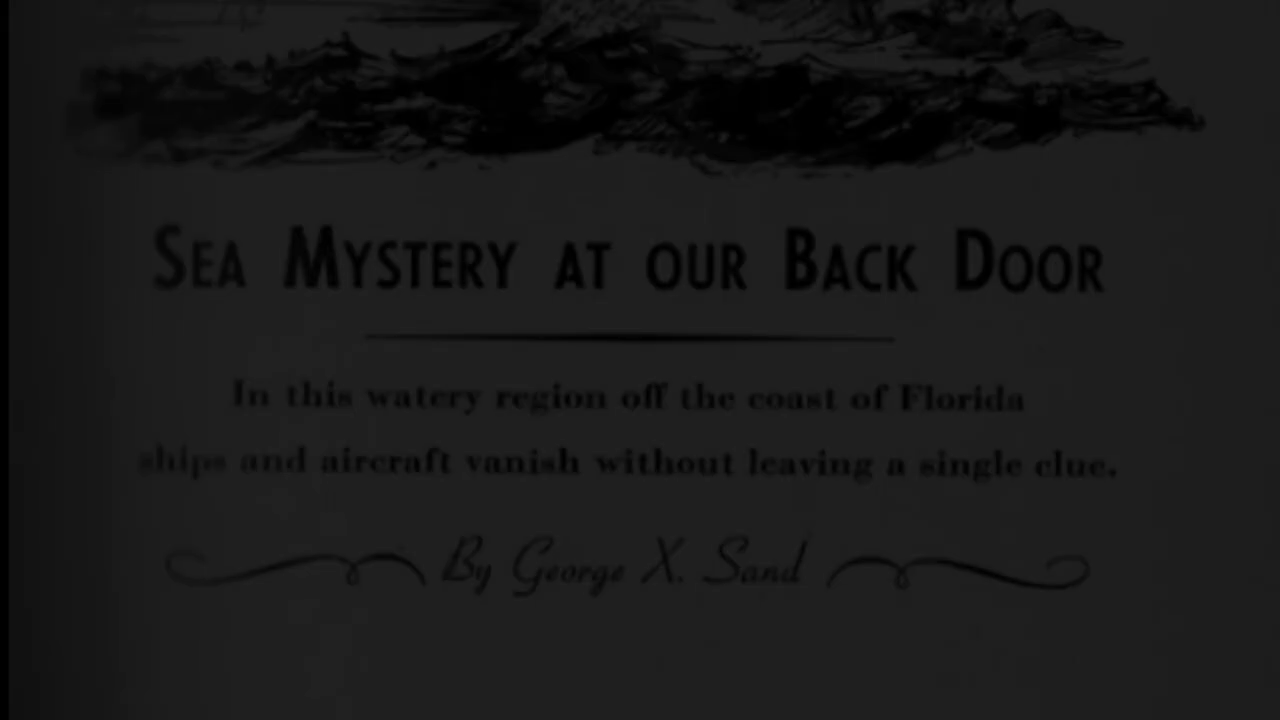 Sea Mystery at our Back Door
In this watery region off the coast of Florida
ships and aircraft vanish without leaving a single clue.
By George X. Sand